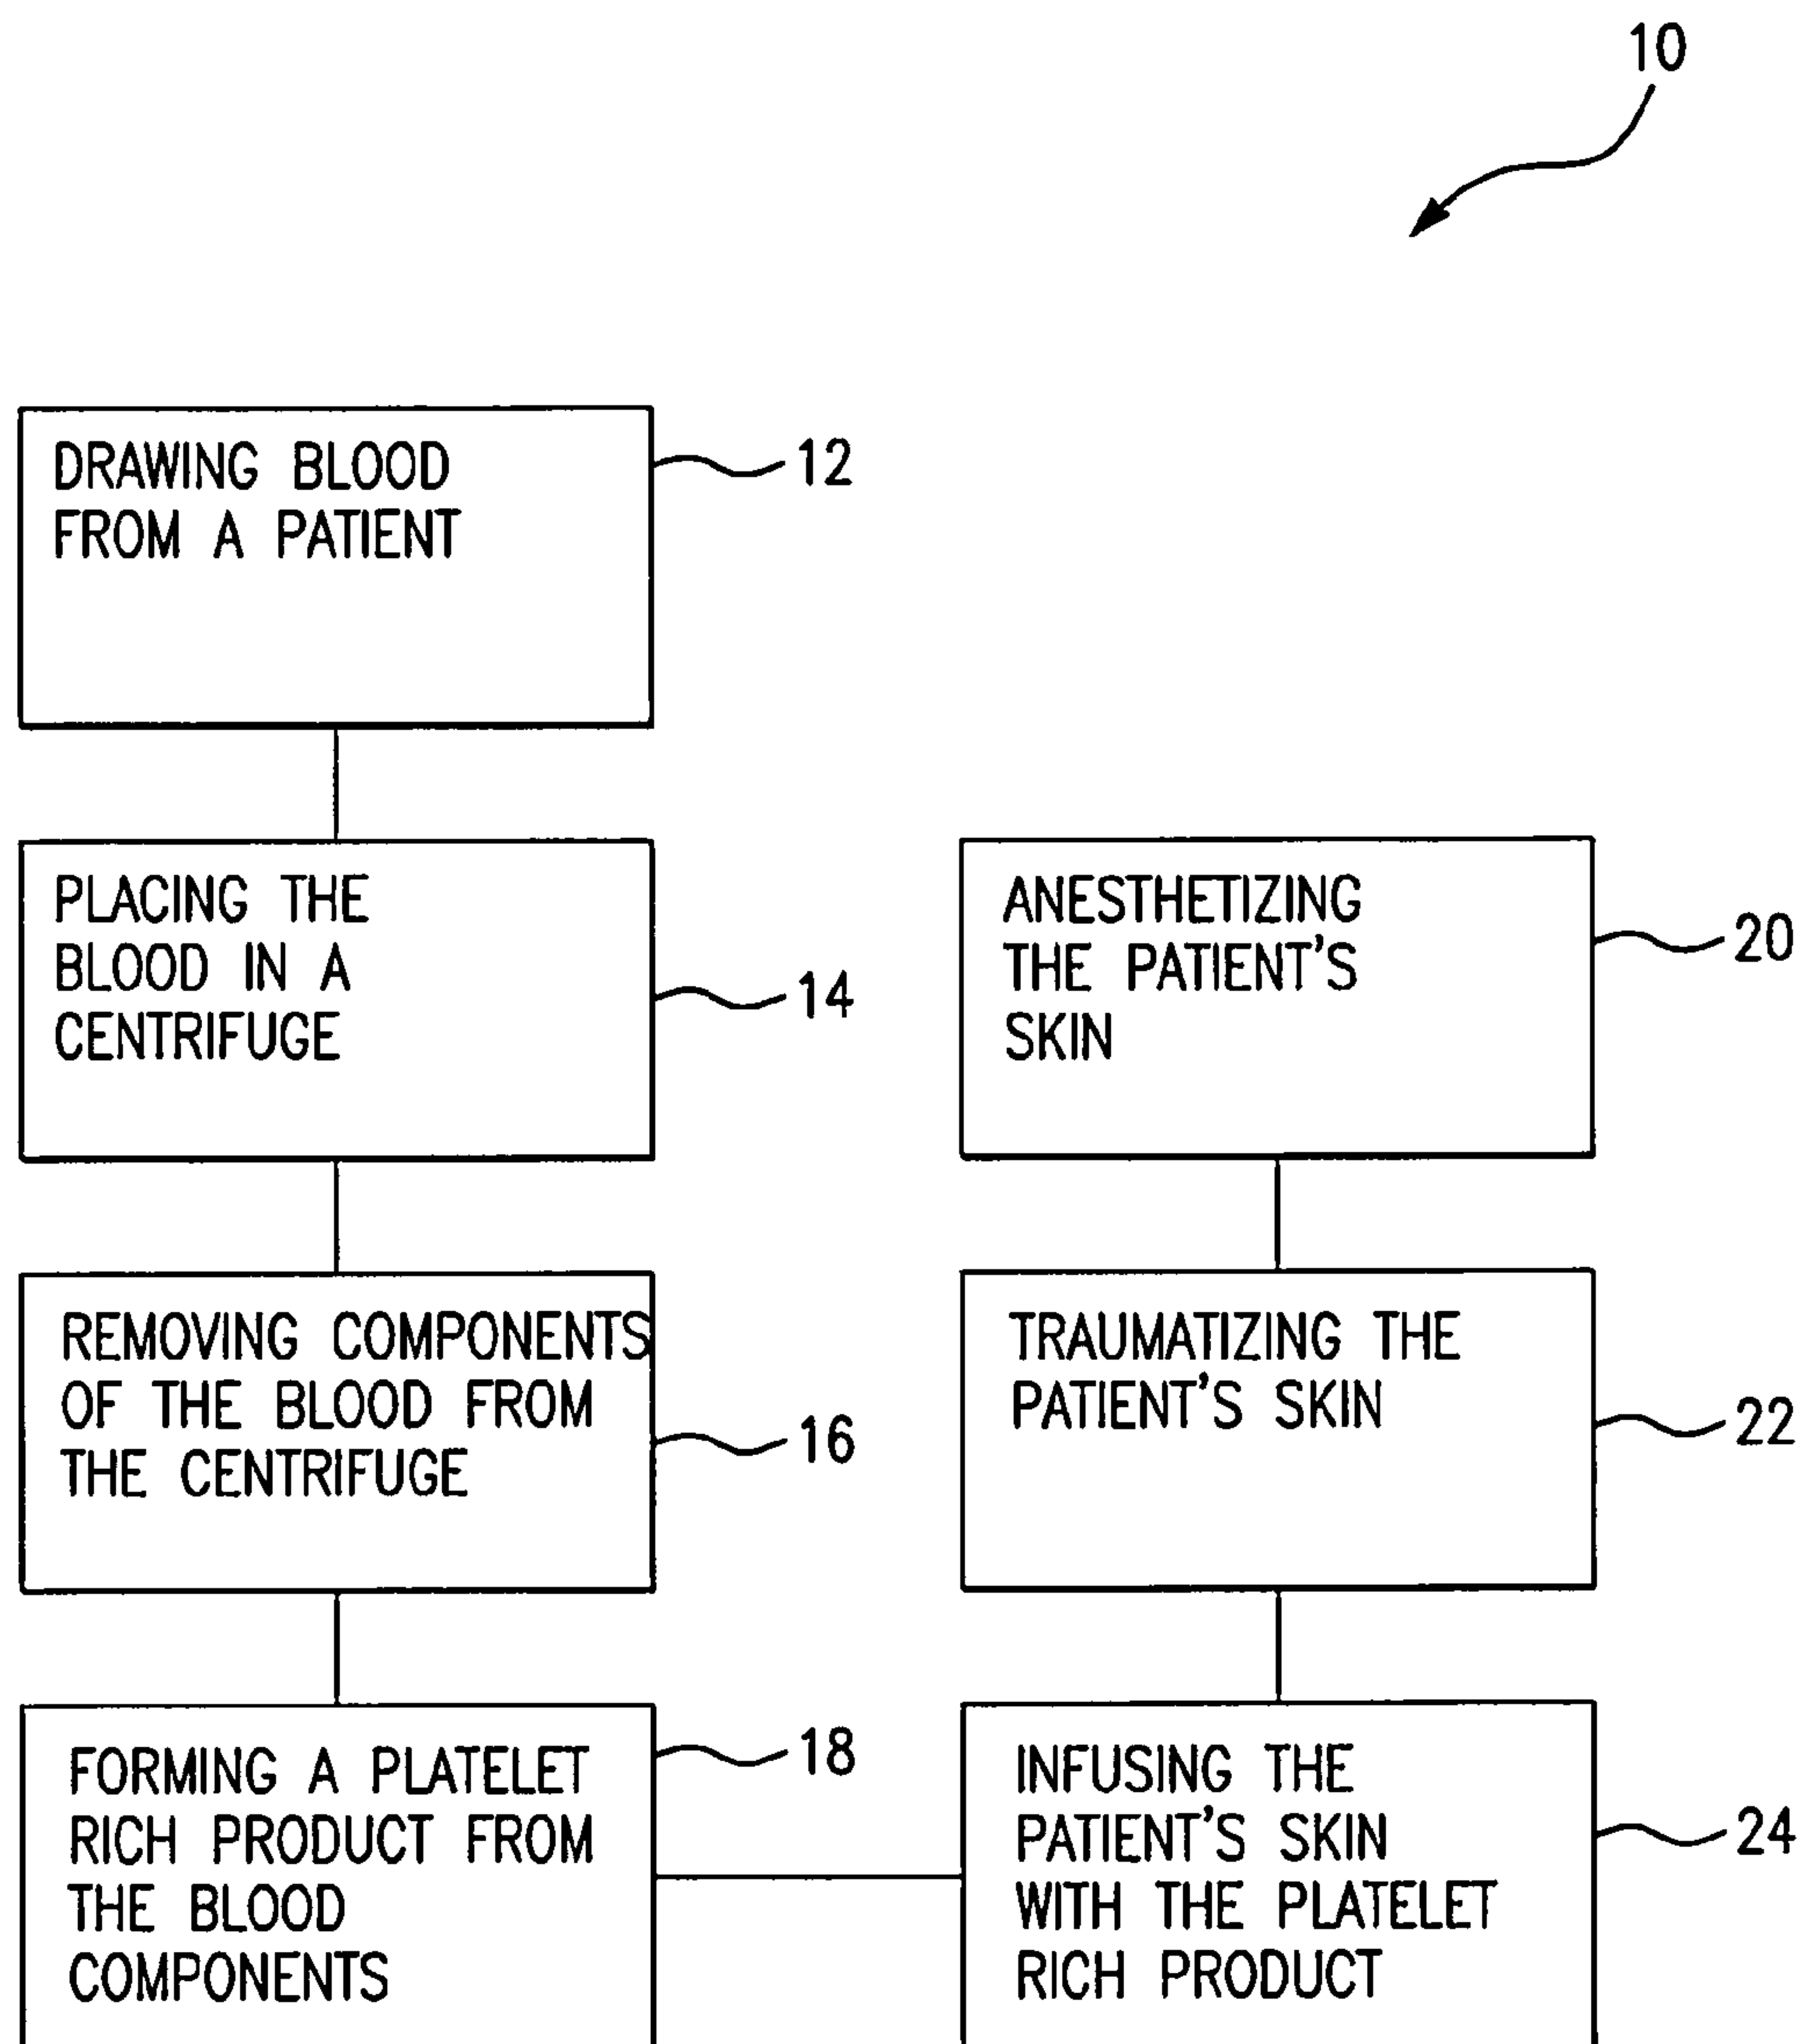 10
DRAWING BLOOD
FROM A PATIENT
12
PLACING THE
BLOOD IN A
CENTRIFUGE
14
REMOVING COMPONENTS
OF THE BLOOD FROM
THE CENTRIFUGE
16
FORMING A PLATELET
RICH PRODUCT FROM
THE BLOOD
COMPONENTS
18
ANESTHETIZING
THE PATIENT'S
SKIN
20
TRAUMATIZING THE
PATIENT'S SKIN
22
INFUSING THE
PATIENT'S SKIN
WITH THE PLATELET
RICH PRODUCT
24